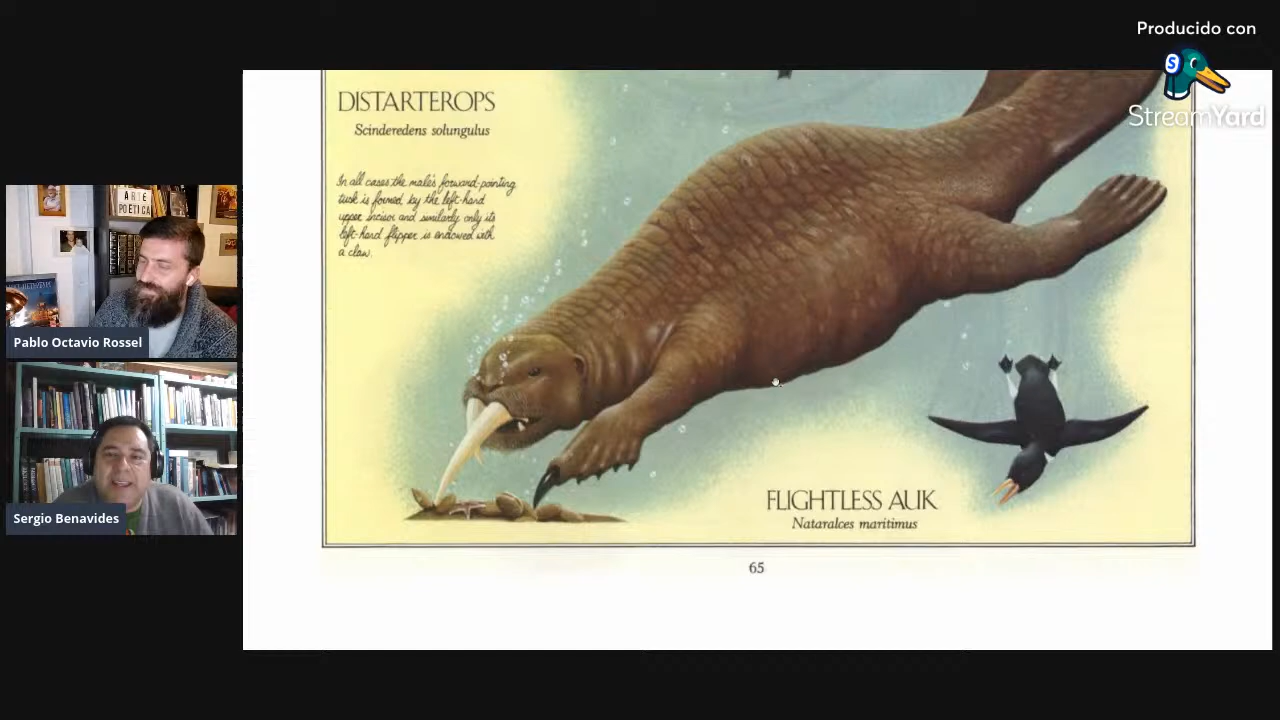 Producido con
S
StreamYard
DISTARTEROPS
Scinderedens solungulus
In all cases the male's forward-pointing
tusk is formed by the left-hand
upper incisor and similarly only its
left-hand flipper is endowed with
a claw.
ARTE
POÉTICA
Pablo Octavio Rossel
Sergio Benavides
FLIGHTLESS AUK
Nataralces maritimus
65